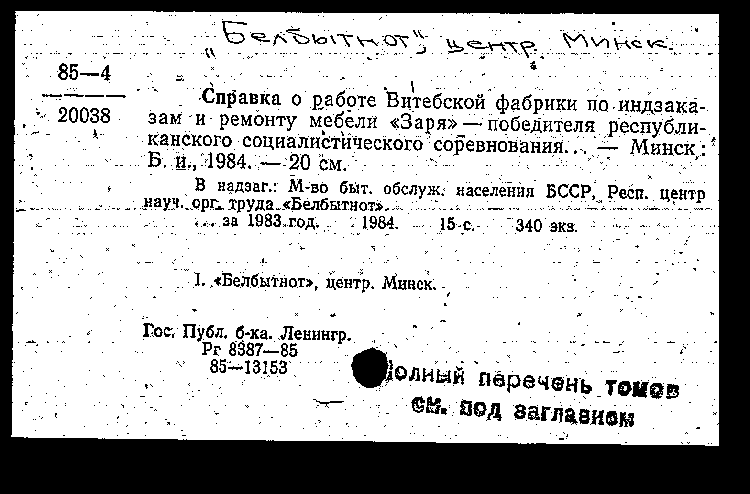 „Белбытнот", центр. Минск.
85—4
20038
Справка о работе Витебской фабрики по индзака-
зам и ремонту мебели «Заря» — победителя республи-
канского социалистического соревнования... — Минск :
Б. и., 1984. — 20 см.
В надзаг.: М-во быт. обслуж. населения БССР, Респ. центр
науч. орг. труда «Белбытнот».
... за 1983 год. 1984. 15 с. 340 экз.
I. «Белбытнот», центр. Минск.
Гос. Публ. б-ка. Ленингр.
Рг 8387—85
85—13153
Полный перечень томов
см. под заглавием